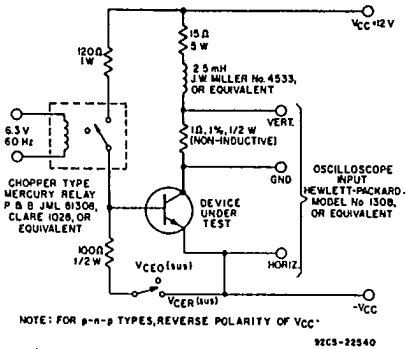 120Ω
1W
15Ω
5 W
VCC=12V
2.5 mH
J.W. MILLER No. 4533,
OR EQUIVALENT
VERT.
6.3 V
60 Hz
1Ω, 1%, 1/2 W
(NON-INDUCTIVE)
GND
OSCILLOSCOPE
INPUT
HEWLETT-PACKARD-
MODEL No 130B,
OR EQUIVALENT
CHOPPER TYPE
MERCURY RELAY
P & B JML 81308,
CLARE 1028, OR
EQUIVALENT
DEVICE
UNDER
TEST
HORIZ.
100Ω
1/2 W
VCEO(sus)
VCER(sus)
-VCC
NOTE: FOR p-n-p TYPES, REVERSE POLARITY OF VCC.
92CS-22540